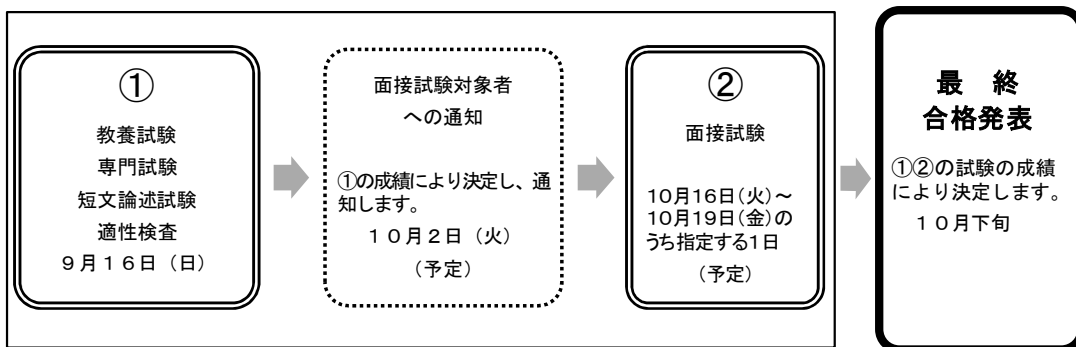 ①
教養試験
専門試験
短文論述試験
適性検査
９月１６日（日）
面接試験対象者
への通知
①の成績により決定し、通
知します。
１０月２日（火）
（予定）
②
面接試験
10月16日（火）～
10月19日（金）の
うち指定する1日
（予定）
最　終
合格発表
①②の試験の成績
により決定します。
１０月下旬